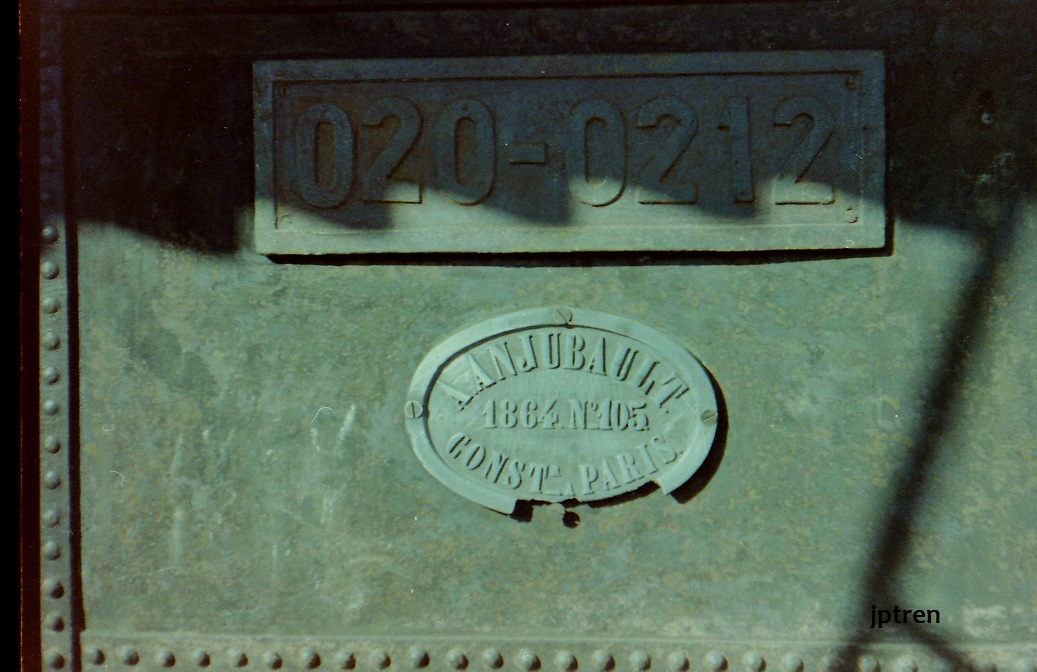 020-0212
A. ANJUBAULT.
1864. Nº 105
CONSTR. A PARIS.
jptren